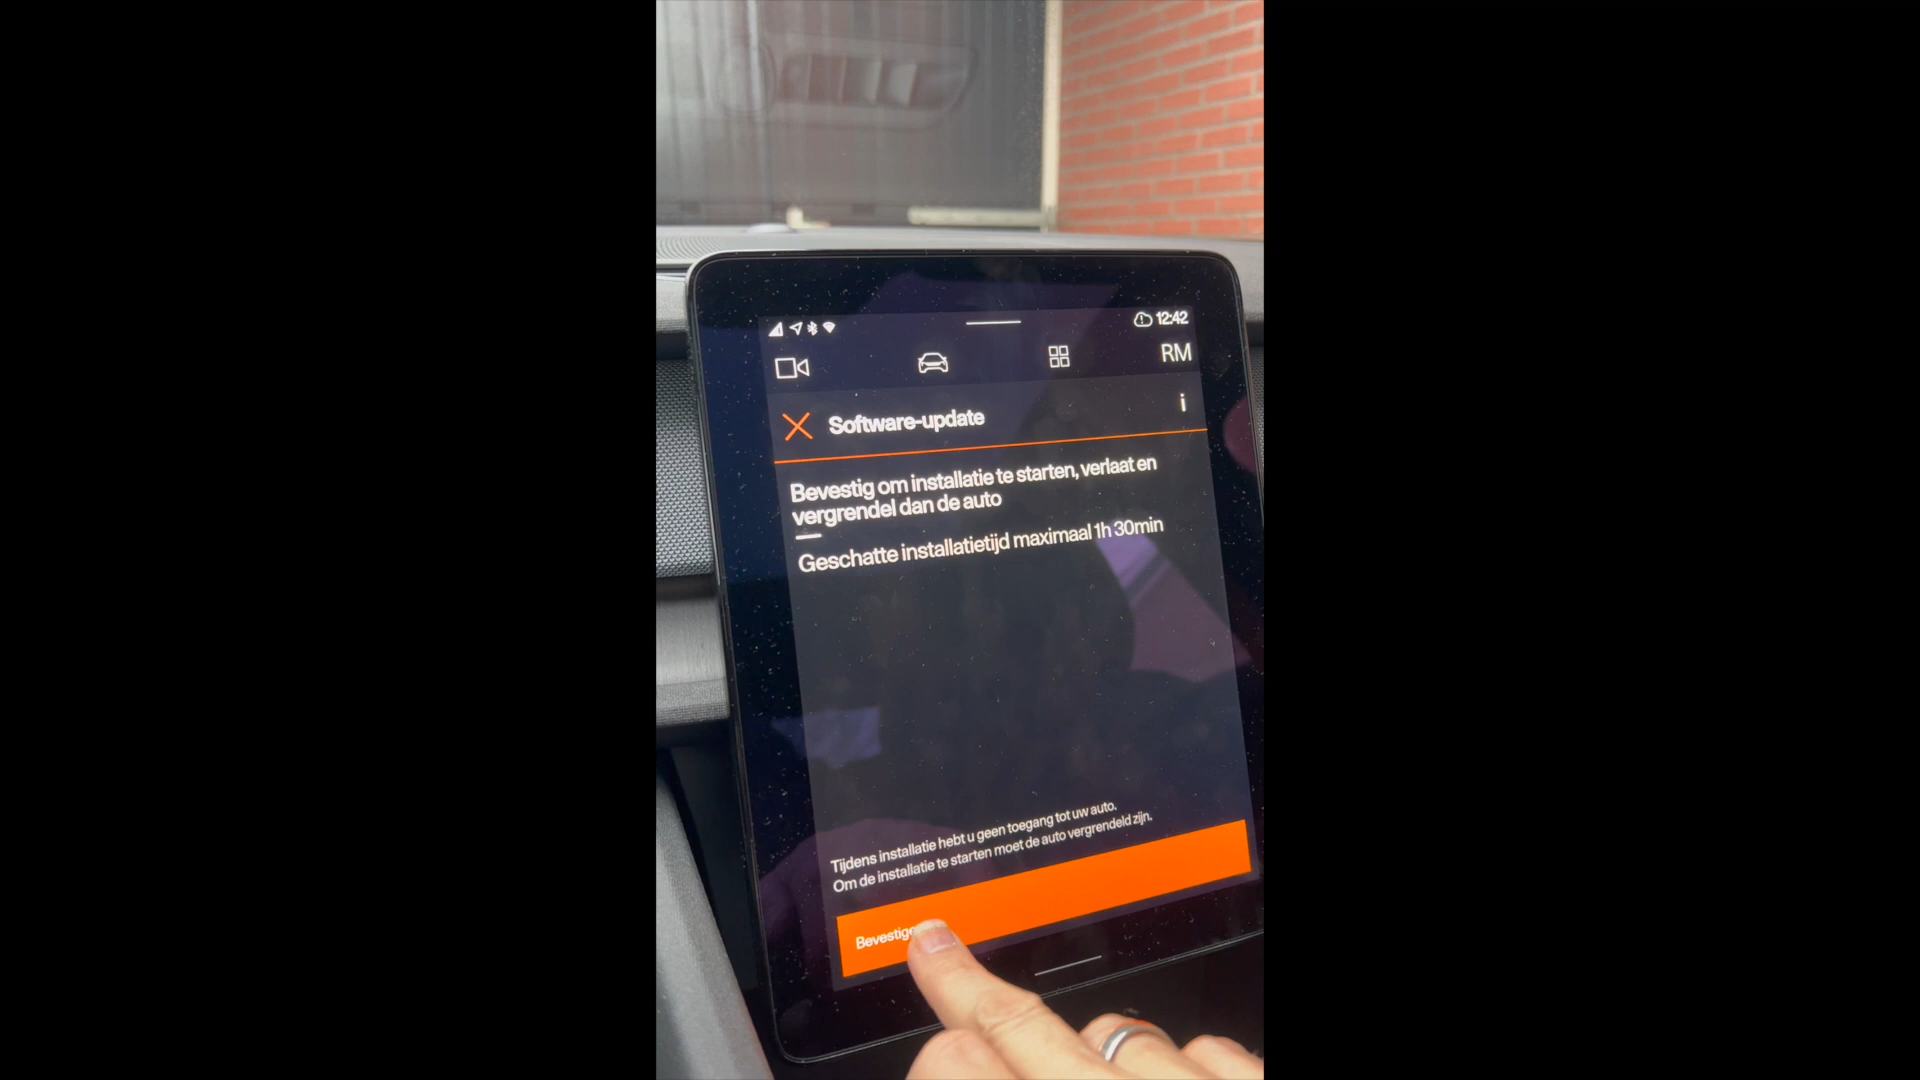 12:42
RM
Software-update
i
Bevestig om installatie te starten, verlaat en
vergrendel dan de auto
Geschatte installatietijd maximaal 1h 30min
Tijdens installatie hebt u geen toegang tot uw auto.
Om de installatie te starten moet de auto vergrendeld zijn.
Bevestige